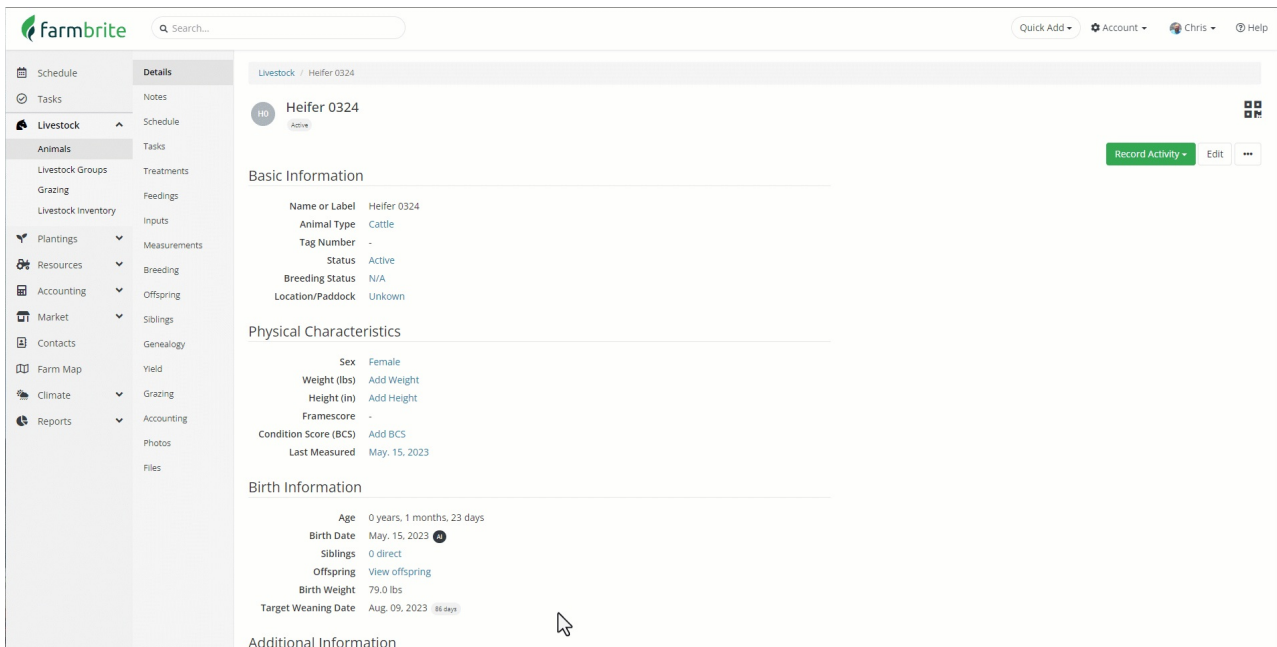 farmbrite
Search...
Quick Add
Account
Chris
Help
Schedule
Tasks
Livestock
Animals
Livestock Groups
Grazing
Livestock Inventory
Plantings
Resources
Accounting
Market
Contacts
Farm Map
Climate
Reports
Details
Notes
Schedule
Tasks
Treatments
Feedings
Inputs
Measurements
Breeding
Offspring
Siblings
Genealogy
Yield
Grazing
Accounting
Photos
Files
Livestock / Heifer 0324
HO Heifer 0324
Active
Record Activity Edit
Basic Information
Name or Label Heifer 0324
Animal Type Cattle
Tag Number -
Status Active
Breeding Status N/A
Location/Paddock Unkown
Physical Characteristics
Sex Female
Weight (lbs) Add Weight
Height (in) Add Height
Framescore -
Condition Score (BCS) Add BCS
Last Measured May. 15, 2023
Birth Information
Age 0 years, 1 months, 23 days
Birth Date May. 15, 2023 AI
Siblings 0 direct
Offspring View offspring
Birth Weight 79.0 lbs
Target Weaning Date Aug. 09, 2023 86 days
Additional Information